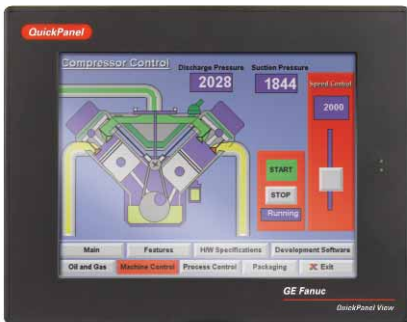 QuickPanel
Compressor Control
Discharge Pressure Suction Pressure
2028 1844
Speed Control
2000
START
STOP
Running
Main Features H/W Specifications Development Software
Oil and Gas Machine Control Process Control Packaging X Exit
GE Fanuc
QuickPanel View